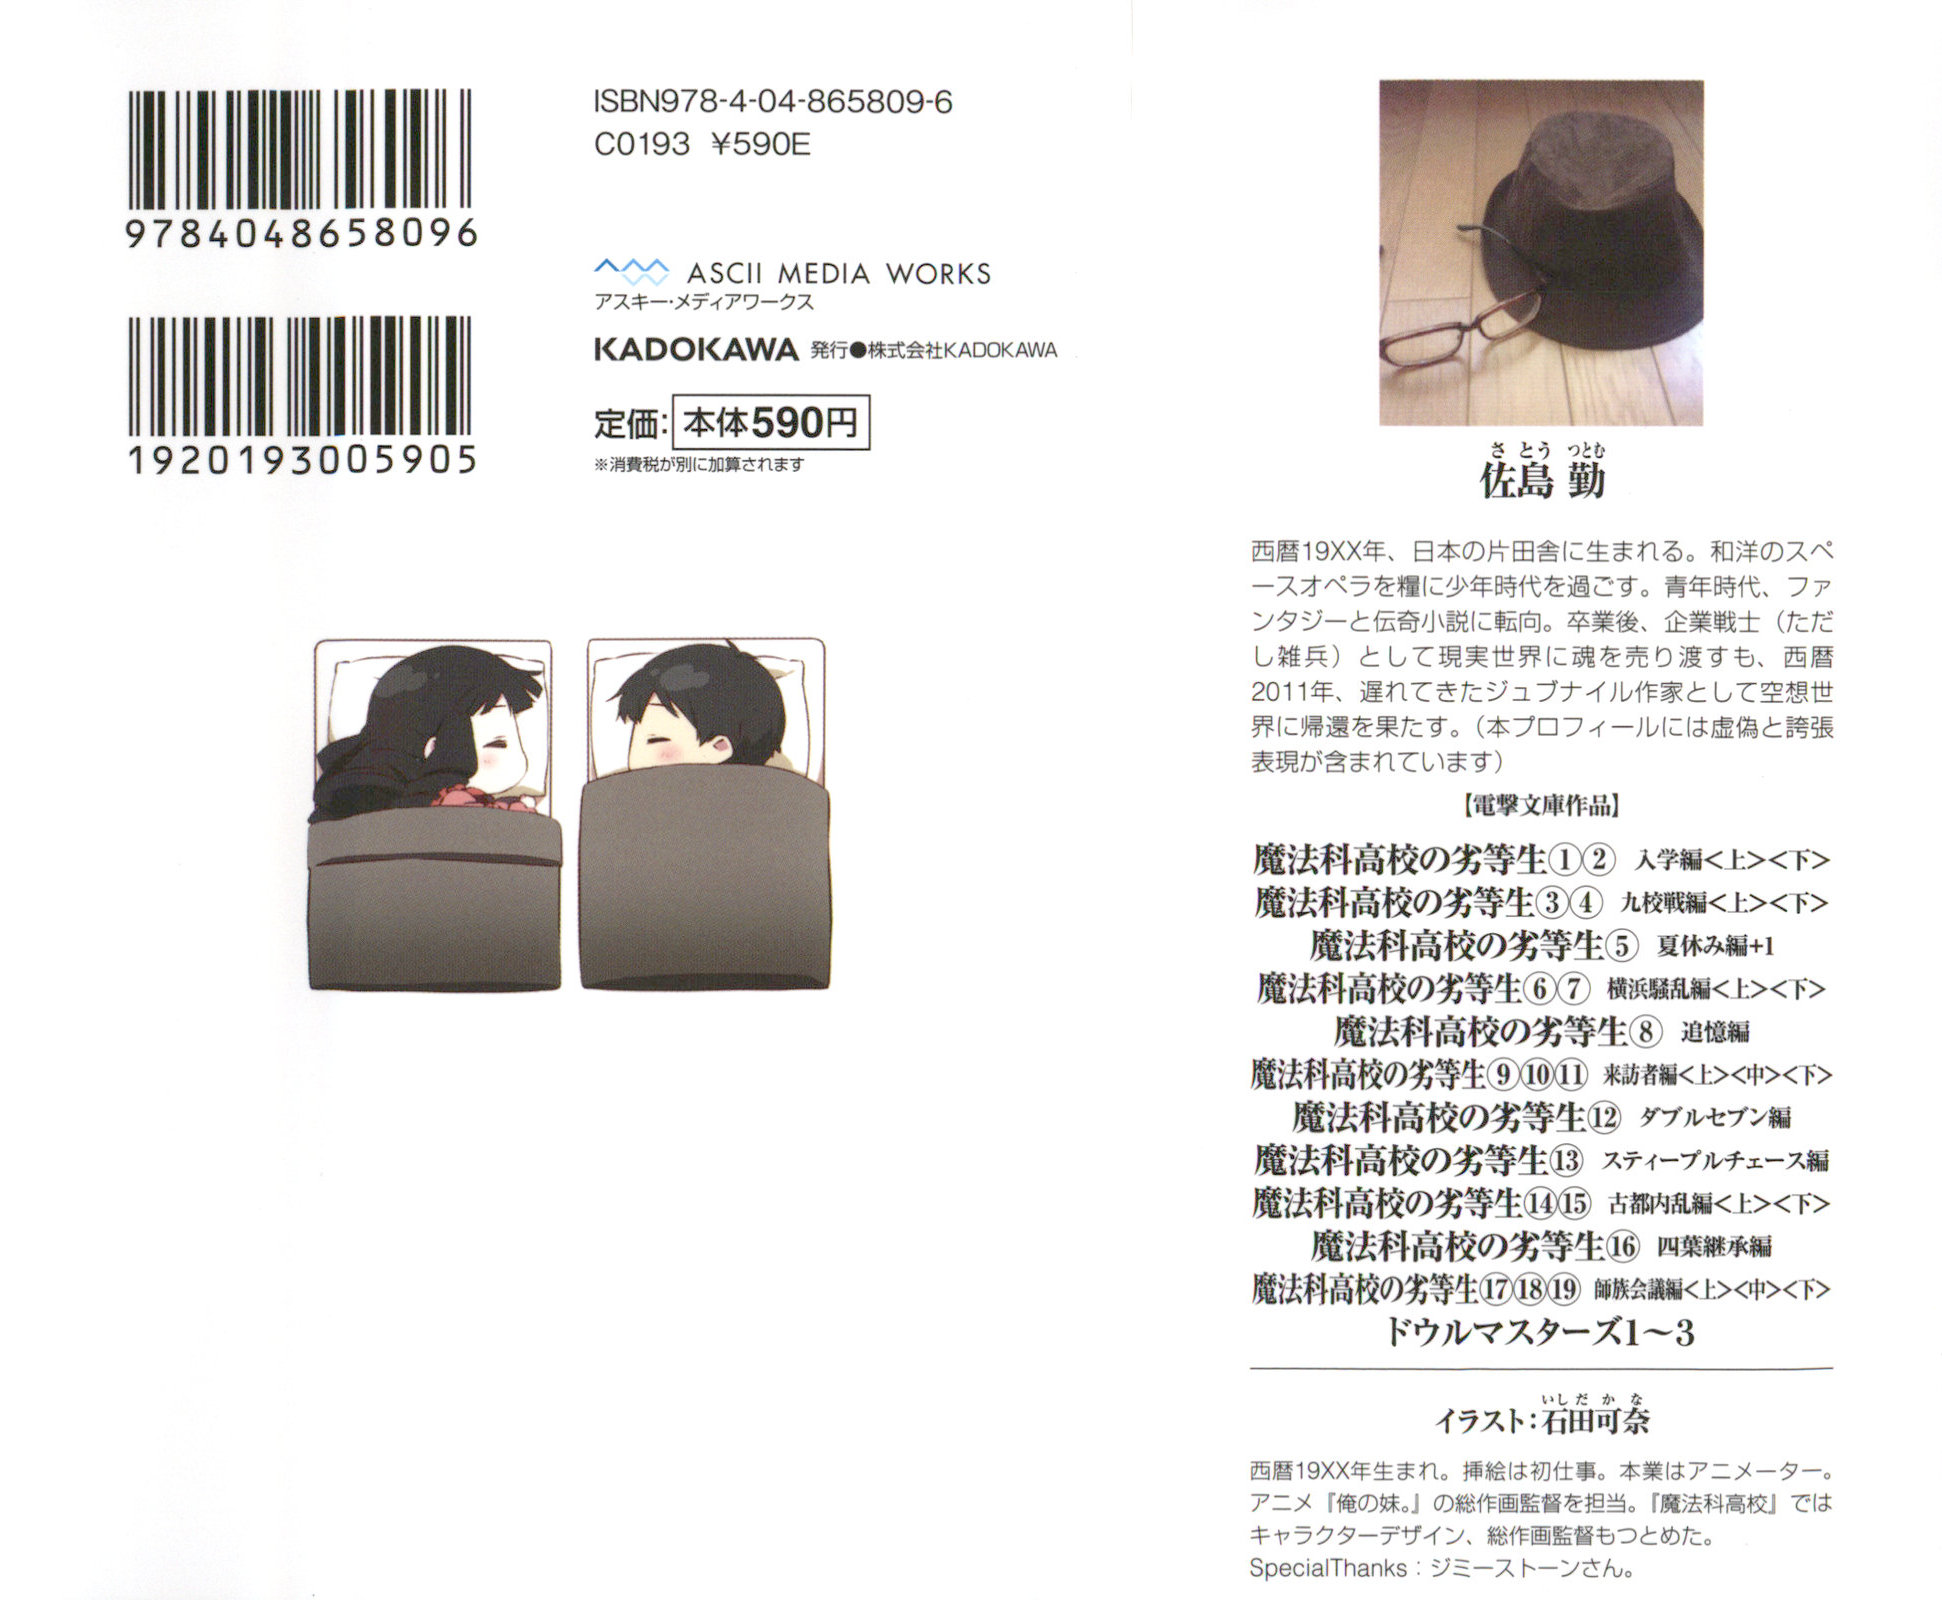 9784048658096
1920193005905
ISBN978-4-04-865809-6
C0193 ¥590E
ASCII MEDIA WORKS
アスキー・メディアワークス
KADOKAWA 発行●株式会社KADOKAWA
定価：本体590円
※消費税が別に加算されます
さとう つとむ
佐島 勤
西暦19XX年、日本の片田舎に生まれる。和洋のスペ
ースオペラを糧に少年時代を過ごす。青年時代、ファ
ンタジーと伝奇小説に転向。卒業後、企業戦士（ただ
し雑兵）として現実世界に魂を売り渡すも、西暦
2011年、遅れてきたジュブナイル作家として空想世
界に帰還を果たす。（本プロフィールには虚偽と誇張
表現が含まれています）
【電撃文庫作品】
魔法科高校の劣等生①② 入学編<上><下>
魔法科高校の劣等生③④ 九校戦編<上><下>
魔法科高校の劣等生⑤ 夏休み編+1
魔法科高校の劣等生⑥⑦ 横浜騒乱編<上><下>
魔法科高校の劣等生⑧ 追憶編
魔法科高校の劣等生⑨⑩⑪ 来訪者編<上><中><下>
魔法科高校の劣等生⑫ ダブルセブン編
魔法科高校の劣等生⑬ スティープルチェース編
魔法科高校の劣等生⑭⑮ 古都内乱編<上><下>
魔法科高校の劣等生⑯ 四葉継承編
魔法科高校の劣等生⑰⑱⑲ 師族会議編<上><中><下>
ドウルマスターズ1〜3
いしだかな
イラスト：石田可奈
西暦19XX年生まれ。挿絵は初仕事。本業はアニメーター。
アニメ『俺の妹。』の総作画監督を担当。『魔法科高校』では
キャラクターデザイン、総作画監督もつとめた。
SpecialThanks：ジミーストーンさん。